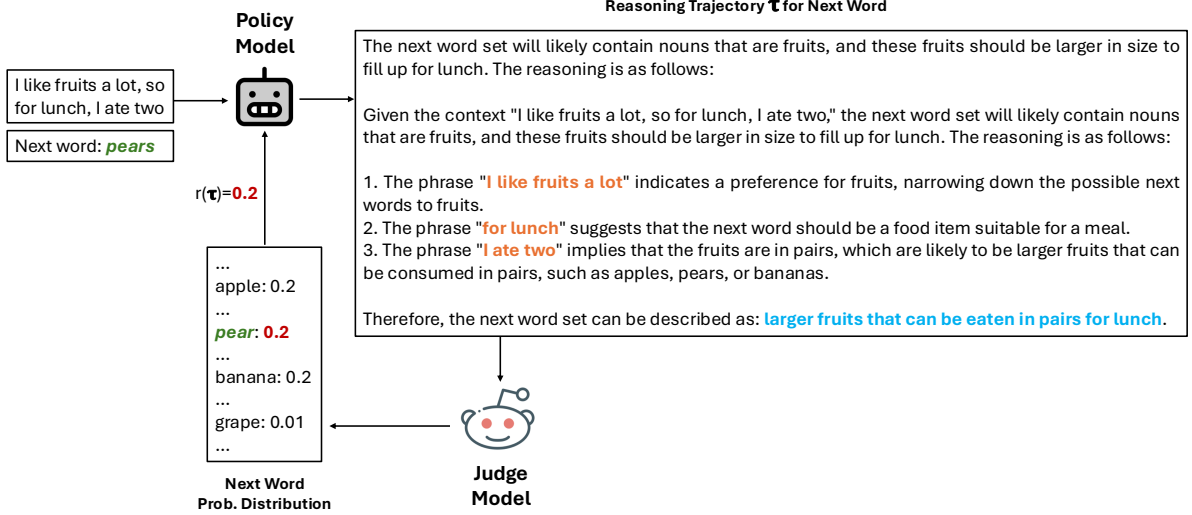 Reasoning Trajectory τ for Next Word
Policy
Model
I like fruits a lot, so
for lunch, I ate two
Next word: pears
r(τ)=0.2
The next word set will likely contain nouns that are fruits, and these fruits should be larger in size to
fill up for lunch. The reasoning is as follows:
Given the context "I like fruits a lot, so for lunch, I ate two," the next word set will likely contain nouns
that are fruits, and these fruits should be larger in size to fill up for lunch. The reasoning is as follows:
1. The phrase "I like fruits a lot" indicates a preference for fruits, narrowing down the possible next
words to fruits.
2. The phrase "for lunch" suggests that the next word should be a food item suitable for a meal.
3. The phrase "I ate two" implies that the fruits are in pairs, which are likely to be larger fruits that can
be consumed in pairs, such as apples, pears, or bananas.
Therefore, the next word set can be described as: larger fruits that can be eaten in pairs for lunch.
...
apple: 0.2
...
pear: 0.2
...
banana: 0.2
...
grape: 0.01
...
Next Word
Prob. Distribution
Judge
Model